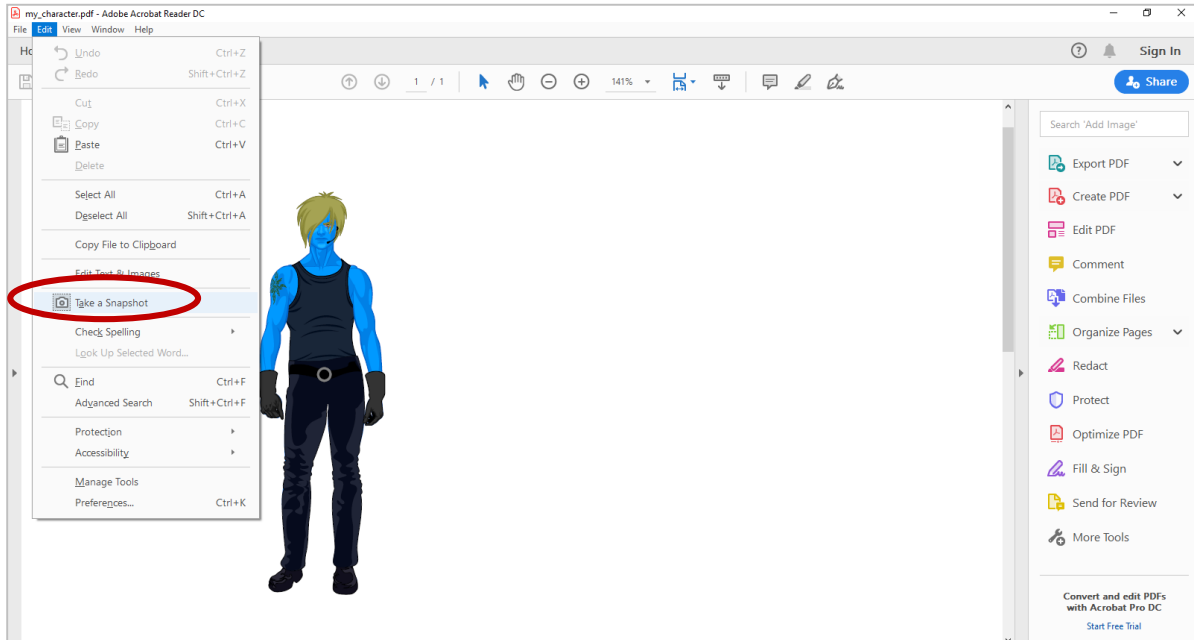 my_character.pdf - Adobe Acrobat Reader DC
File Edit View Window Help
Ho
Sign In
Undo Ctrl+Z
Redo Shift+Ctrl+Z
1 / 1
141%
Share
Cut Ctrl+X
Copy Ctrl+C
Paste Ctrl+V
Delete
Select All Ctrl+A
Deselect All Shift+Ctrl+A
Copy File to Clipboard
Edit Text & Images
Take a Snapshot
Check Spelling
Look Up Selected Word...
Find Ctrl+F
Advanced Search Shift+Ctrl+F
Protection
Accessibility
Manage Tools
Preferences... Ctrl+K
Search 'Add Image'
Export PDF
Create PDF
Edit PDF
Comment
Combine Files
Organize Pages
Redact
Protect
Optimize PDF
Fill & Sign
Send for Review
More Tools
Convert and edit PDFs
with Acrobat Pro DC
Start Free Trial